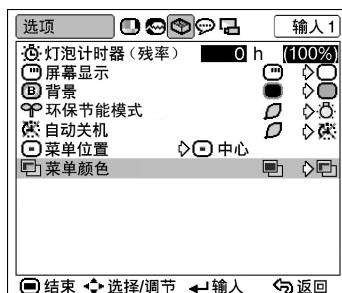 选项 输入1
灯泡计时器（残率） 0 h (100%)
屏幕显示
B 背景
环保节能模式
自动关机
菜单位置 中心
菜单颜色
结束 选择/调节 输入 返回